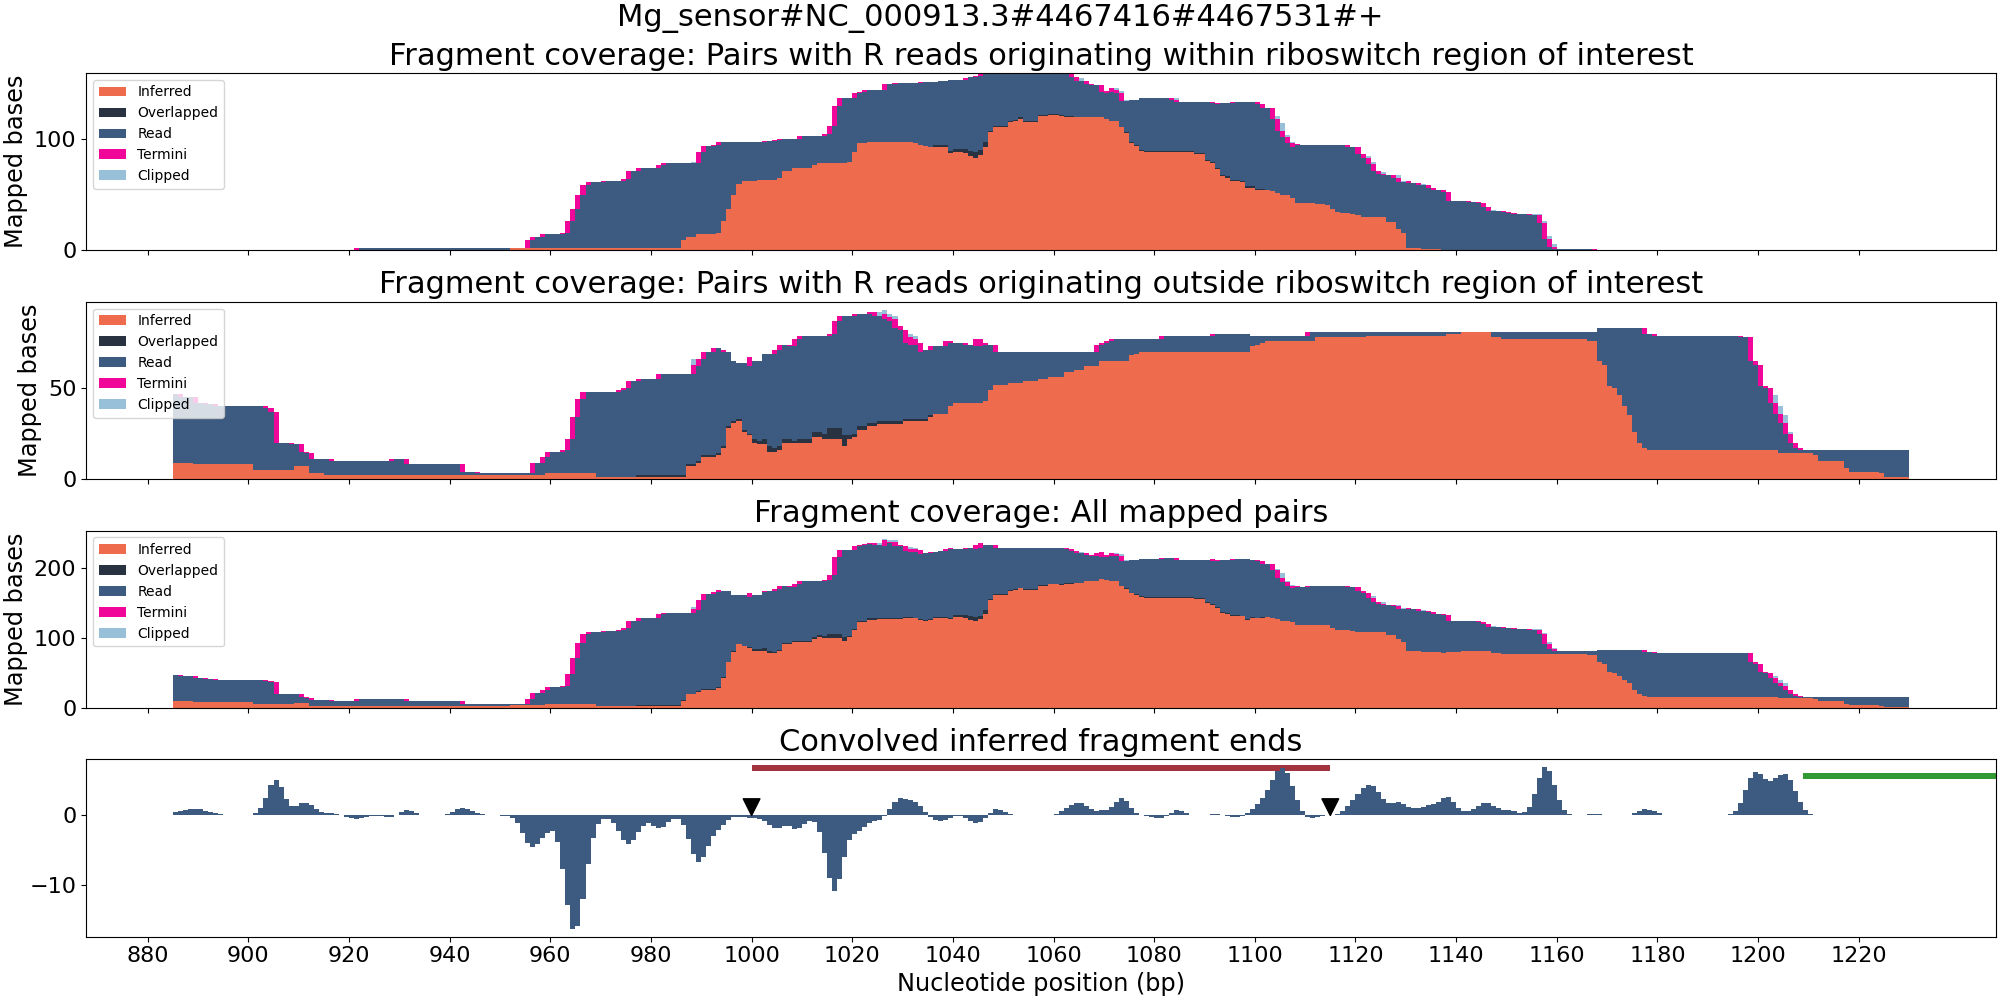 Mg_sensor#NC_000913.3#4467416#4467531#+
Fragment coverage: Pairs with R reads originating within riboswitch region of interest
Mapped bases
100
0
Inferred
Overlapped
Read
Termini
Clipped
Fragment coverage: Pairs with R reads originating outside riboswitch region of interest
Mapped bases
50
0
Inferred
Overlapped
Read
Termini
Clipped
Fragment coverage: All mapped pairs
Mapped bases
200
100
0
Inferred
Overlapped
Read
Termini
Clipped
Convolved inferred fragment ends
0
−10
880 900 920 940 960 980 1000 1020 1040 1060 1080 1100 1120 1140 1160 1180 1200 1220
Nucleotide position (bp)